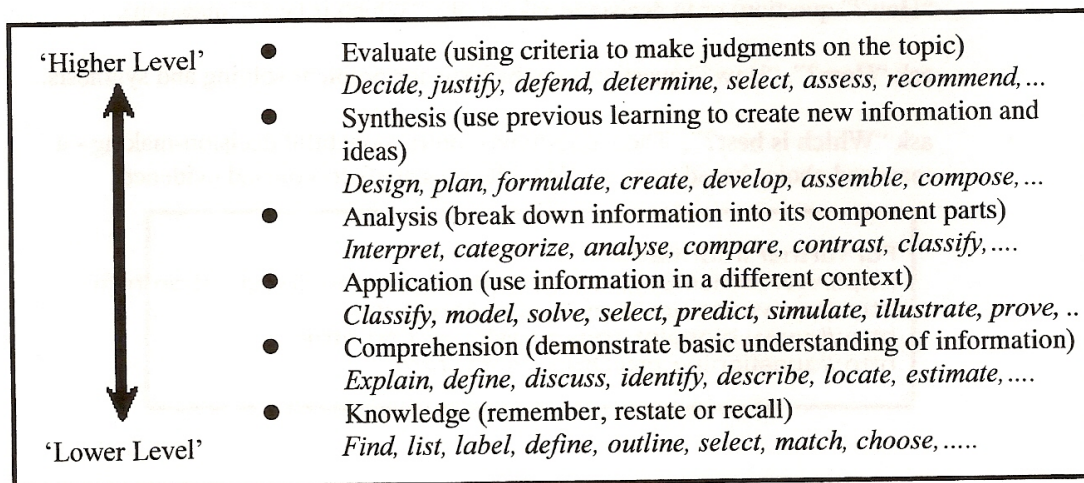 ‘Higher Level’
● Evaluate (using criteria to make judgments on the topic)
Decide, justify, defend, determine, select, assess, recommend,...
● Synthesis (use previous learning to create new information and
ideas)
Design, plan, formulate, create, develop, assemble, compose,...
● Analysis (break down information into its component parts)
Interpret, categorize, analyse, compare, contrast, classify,....
● Application (use information in a different context)
Classify, model, solve, select, predict, simulate, illustrate, prove, ..
● Comprehension (demonstrate basic understanding of information)
Explain, define, discuss, identify, describe, locate, estimate,....
● Knowledge (remember, restate or recall)
‘Lower Level’
Find, list, label, define, outline, select, match, choose,.....